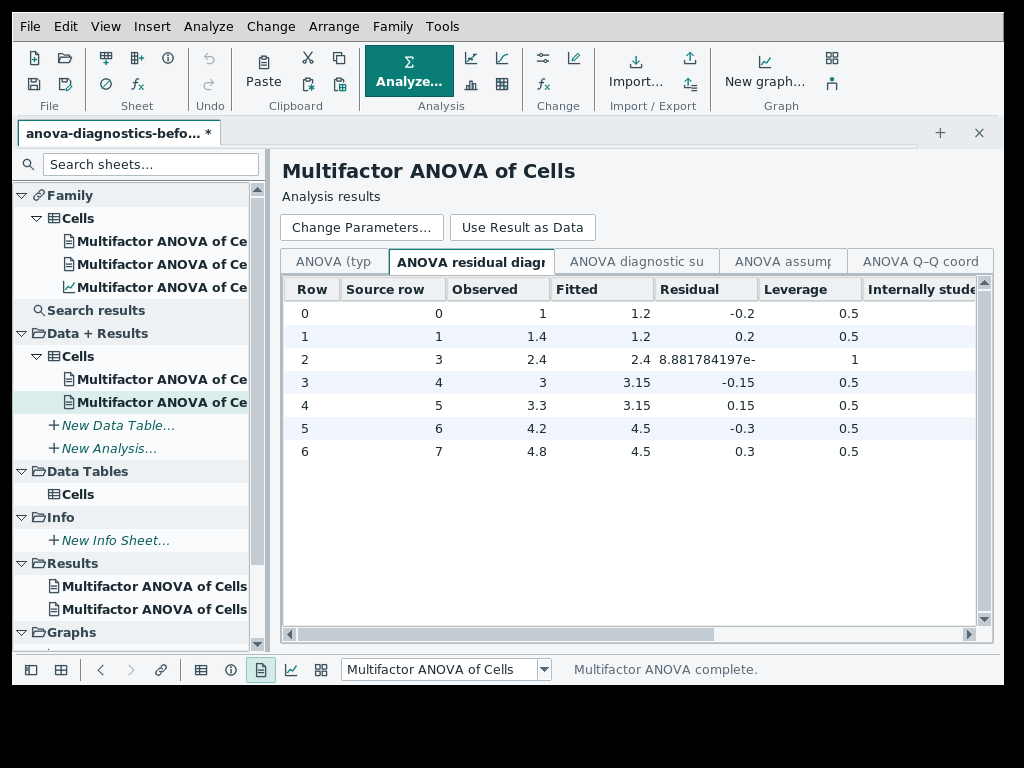 File Edit View Insert Analyze Change Arrange Family Tools
Paste Analyze... Import... New graph...
File Sheet Undo Clipboard Analysis Change Import / Export Graph
anova-diagnostics-befo... *
Search sheets...
Family
Cells
Multifactor ANOVA of Ce
Multifactor ANOVA of Ce
Multifactor ANOVA of Ce
Search results
Data + Results
Cells
Multifactor ANOVA of Ce
Multifactor ANOVA of Ce
New Data Table...
New Analysis...
Data Tables
Cells
Info
New Info Sheet...
Results
Multifactor ANOVA of Cells
Multifactor ANOVA of Cells
Graphs
Multifactor ANOVA of Cells
Analysis results
Change Parameters... Use Result as Data
ANOVA (typ ANOVA residual diagr ANOVA diagnostic su ANOVA assump ANOVA Q–Q coord
Row Source row Observed Fitted Residual Leverage Internally stude
0 0 1 1.2 -0.2 0.5
1 1 1.4 1.2 0.2 0.5
2 3 2.4 2.4 8.881784197e- 1
3 4 3 3.15 -0.15 0.5
4 5 3.3 3.15 0.15 0.5
5 6 4.2 4.5 -0.3 0.5
6 7 4.8 4.5 0.3 0.5
Multifactor ANOVA of Cells Multifactor ANOVA complete.